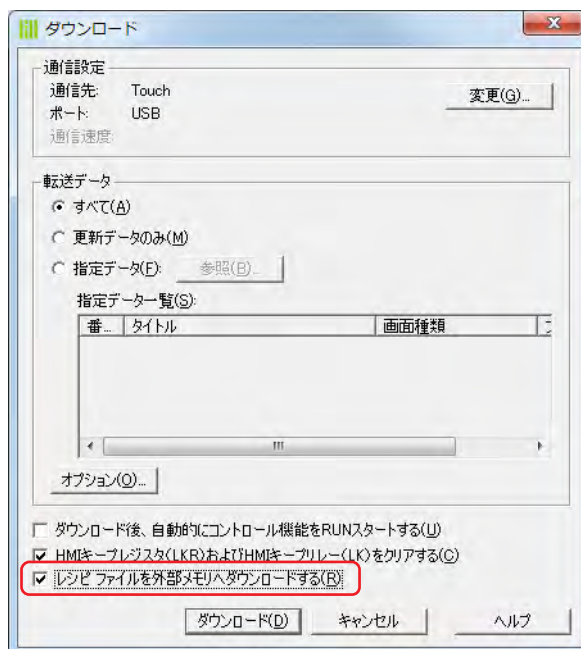 ダウンロード
通信設定
通信先: Touch
変更(G)...
ポート: USB
通信速度:
転送データ
すべて(A)
更新データのみ(M)
指定データ(F):
参照(B)...
指定データ一覧(S):
番... タイトル 画面種類
オプション(O)...
ダウンロード後、自動的にコントロール機能をRUNスタートする(U)
HMIキープレジスタ(LKR)およびHMIキープリレー(LK)をクリアする(C)
レシピ ファイルを外部メモリへダウンロードする(R)
ダウンロード(D) キャンセル ヘルプ